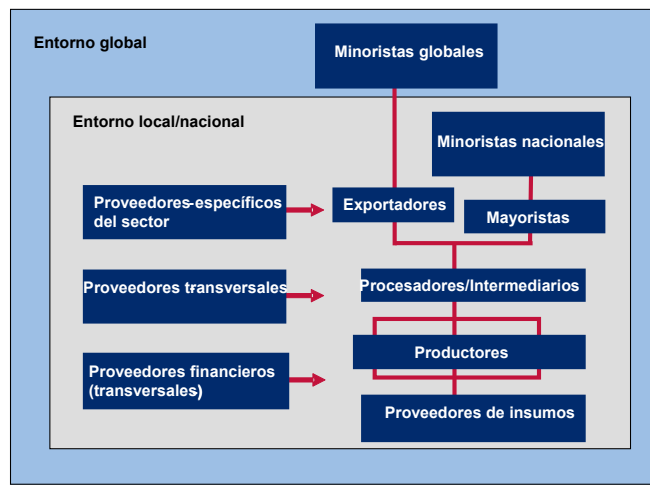 Entorno global
Minoristas globales
Entorno local/nacional
Minoristas nacionales
Proveedores-específicos
del sector
Exportadores
Mayoristas
Proveedores transversales
Procesadores/Intermediarios
Productores
Proveedores financieros
(transversales)
Proveedores de insumos